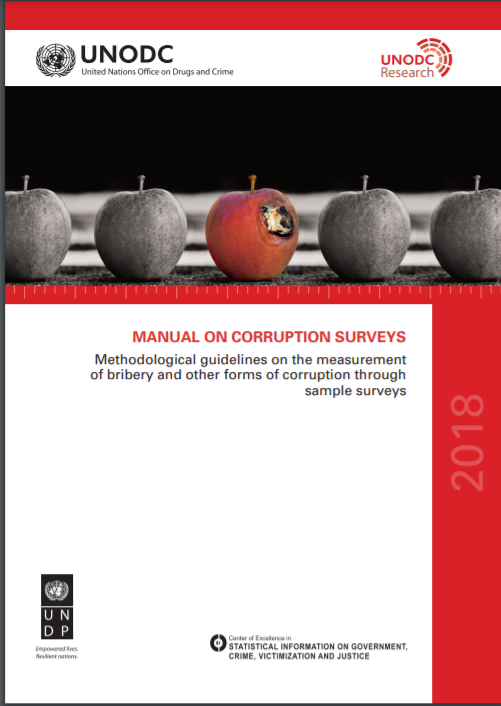 UNODC
United Nations Office on Drugs and Crime
UNODC
Research
MANUAL ON CORRUPTION SURVEYS
Methodological guidelines on the measurement
of bribery and other forms of corruption through
sample surveys
2018
U N
D P
Empowered lives.
Resilient nations.
Center of Excellence in
STATISTICAL INFORMATION ON GOVERNMENT,
CRIME, VICTIMIZATION AND JUSTICE